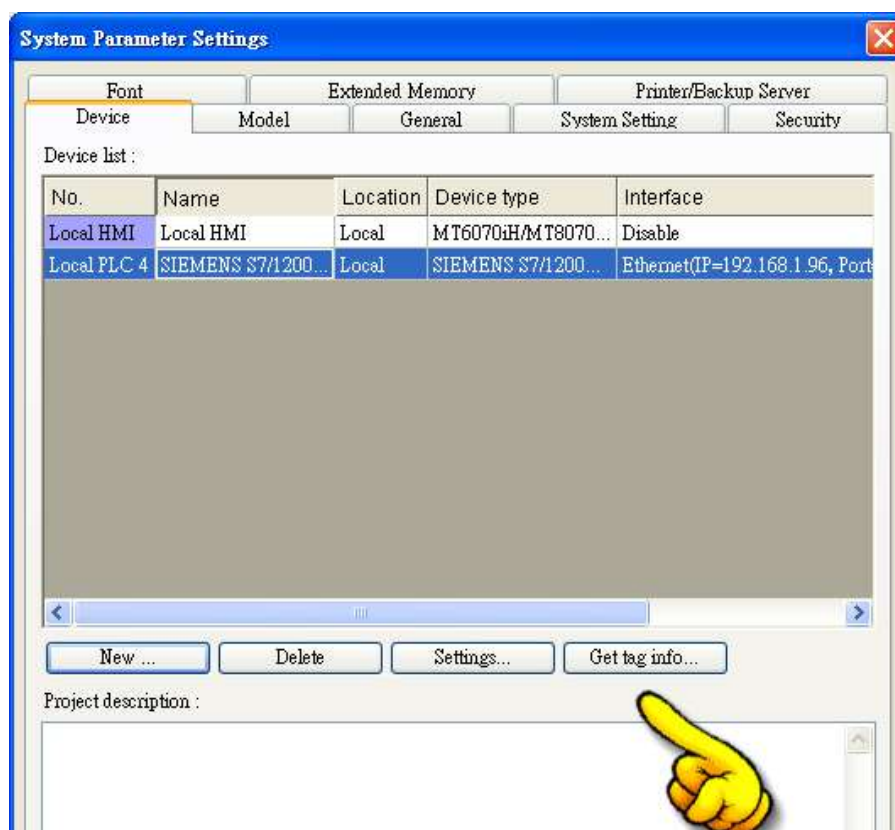 System Parameter Settings
Font Extended Memory Printer/Backup Server
Device Model General System Setting Security
Device list :
No. Name Location Device type Interface
Local HMI Local HMI Local MT6070iH/MT8070... Disable
Local PLC 4 SIEMENS S7/1200... Local SIEMENS S7/1200... Ethernet(IP=192.168.1.96, Port
New ... Delete Settings... Get tag info...
Project description :